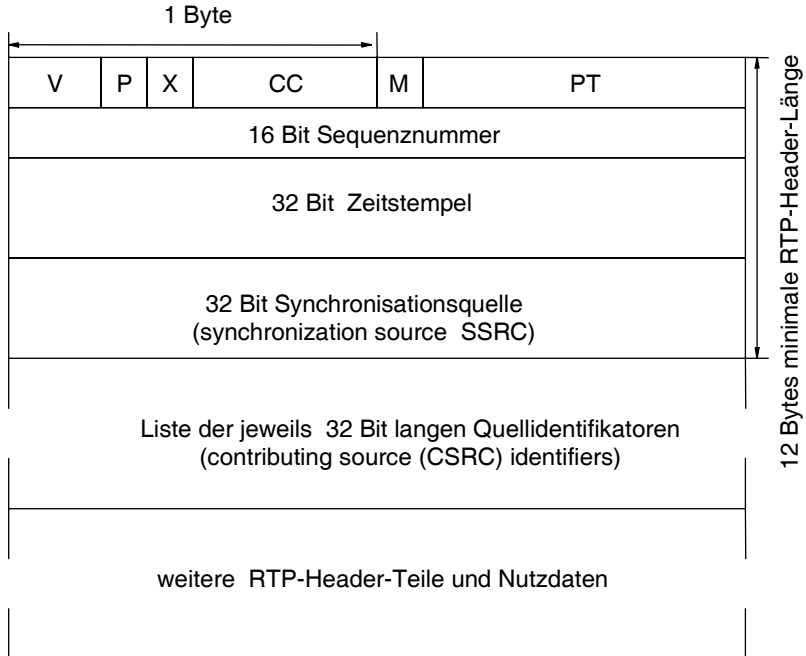 1 Byte
V P X CC M PT
16 Bit Sequenznummer
32 Bit Zeitstempel
32 Bit Synchronisationsquelle
(synchronization source SSRC)
Liste der jeweils 32 Bit langen Quellidentifikatoren
(contributing source (CSRC) identifiers)
weitere RTP-Header-Teile und Nutzdaten
12 Bytes minimale RTP-Header-Länge